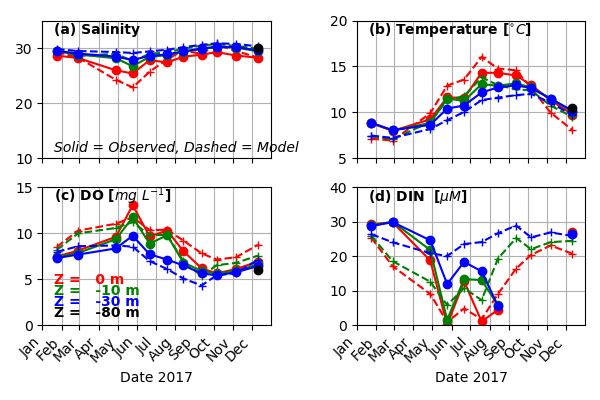 (a) Salinity
30
20
10
Solid = Observed, Dashed = Model
(b) Temperature [°C]
20
15
10
5
(c) DO [mg L⁻¹]
15
10
5
0
Z = 0 m
Z = -10 m
Z = -30 m
Z = -80 m
Jan Feb Mar Apr May Jun Jul Aug Sep Oct Nov Dec
Date 2017
(d) DIN [μM]
40
30
20
10
0
Jan Feb Mar Apr May Jun Jul Aug Sep Oct Nov Dec
Date 2017